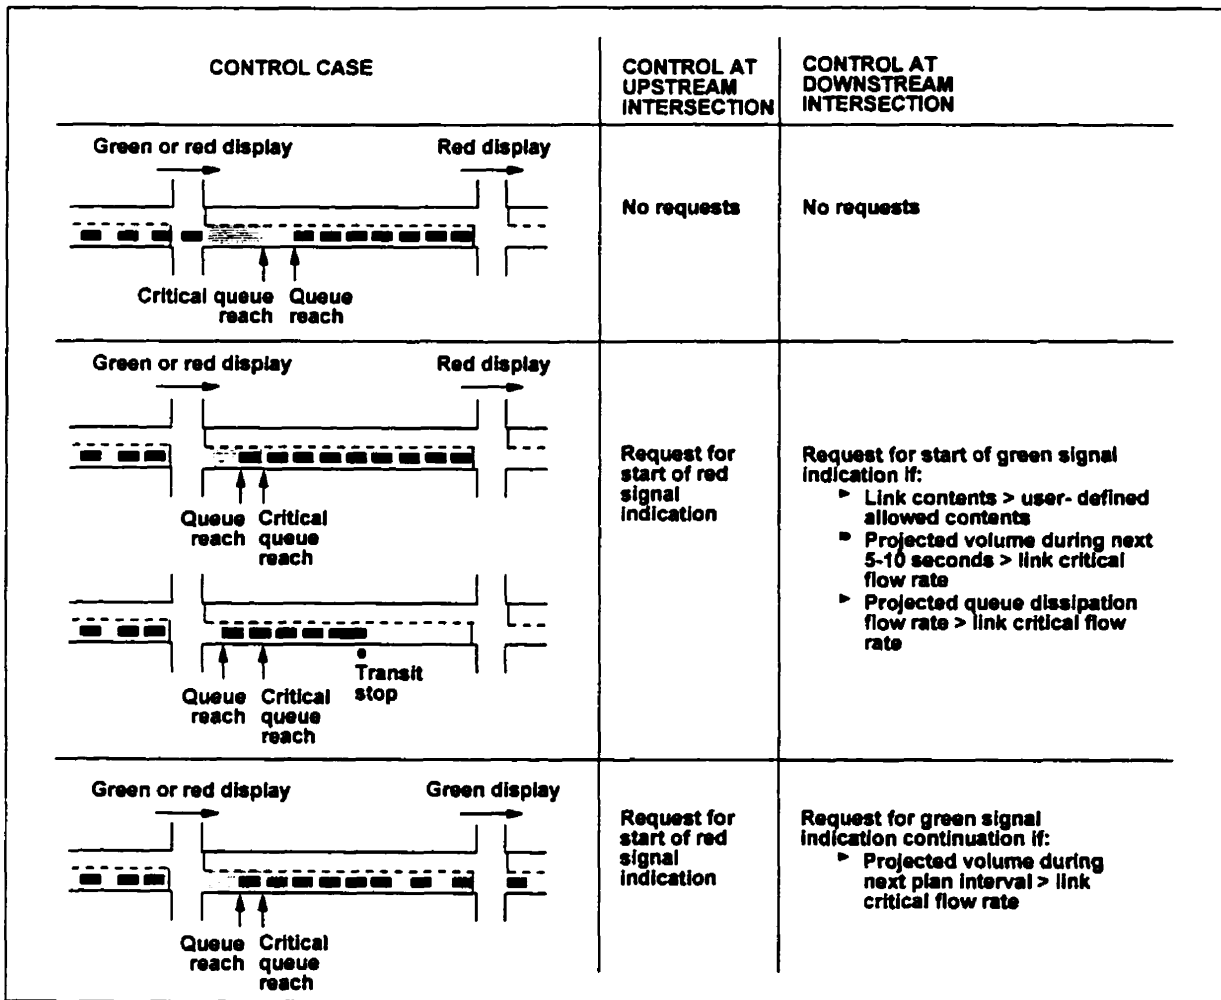 CONTROL CASE
CONTROL AT
UPSTREAM
INTERSECTION
CONTROL AT
DOWNSTREAM
INTERSECTION
Green or red display
Red display
Critical queue
reach
Queue
reach
No requests
No requests
Green or red display
Red display
Queue
reach
Critical
queue
reach
Transit
stop
Queue
reach
Critical
queue
reach
Request for
start of red
signal
indication
Request for start of green signal
indication if:
Link contents > user- defined
allowed contents
Projected volume during next
5-10 seconds > link critical
flow rate
Projected queue dissipation
flow rate > link critical flow
rate
Green or red display
Green display
Queue
reach
Critical
queue
reach
Request for
start of red
signal
indication
Request for green signal
indication continuation if:
Projected volume during
next plan interval > link
critical flow rate